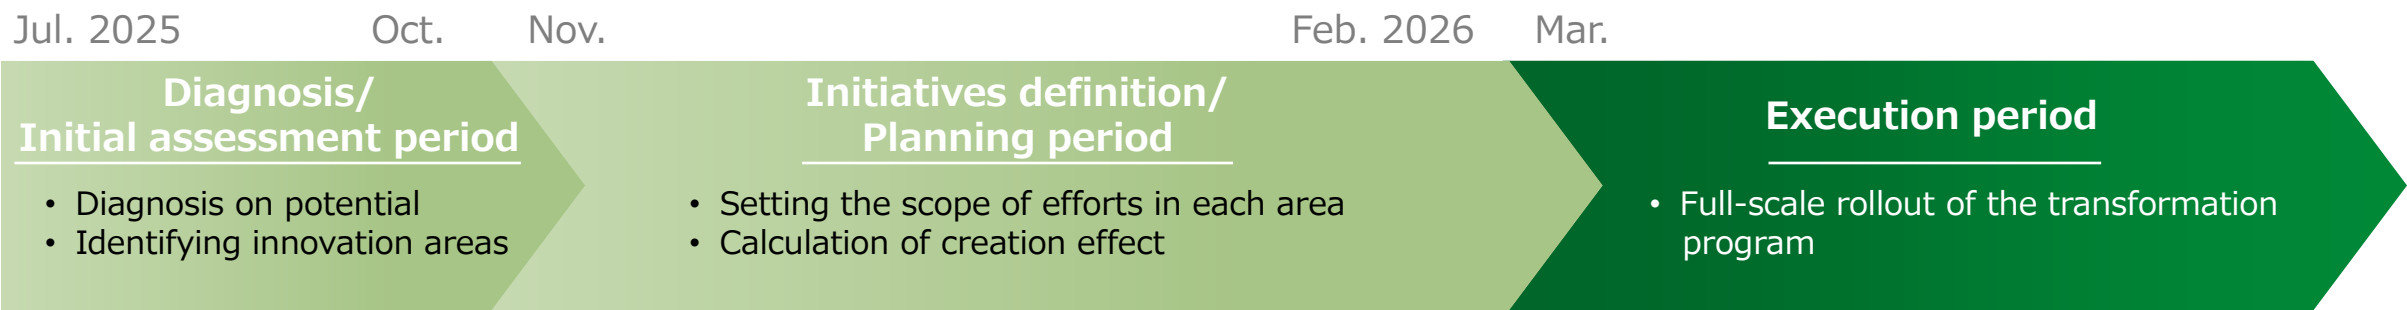 Jul. 2025 Oct. Nov. Feb. 2026 Mar.
Diagnosis/
Initial assessment period
• Diagnosis on potential
• Identifying innovation areas
Initiatives definition/
Planning period
• Setting the scope of efforts in each area
• Calculation of creation effect
Execution period
• Full-scale rollout of the transformation
program